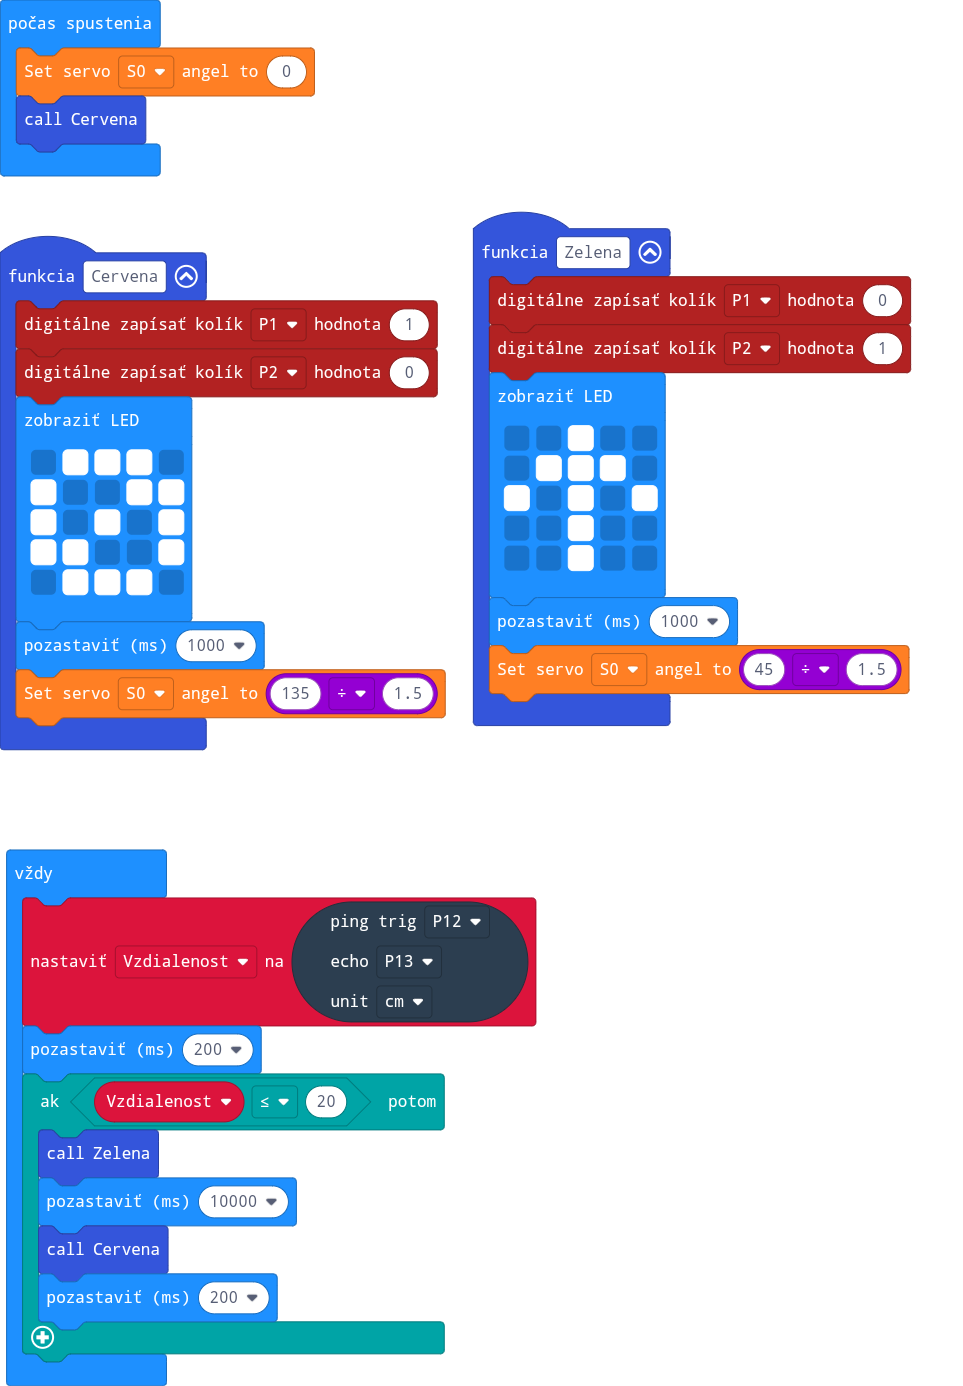 počas spustenia
Set servo S0 angel to 0
call Cervena
funkcia Cervena
digitálne zapísať kolík P1 hodnota 1
digitálne zapísať kolík P2 hodnota 0
zobraziť LED
pozastaviť (ms) 1000
Set servo S0 angel to 135 ÷ 1.5
funkcia Zelena
digitálne zapísať kolík P1 hodnota 0
digitálne zapísať kolík P2 hodnota 1
zobraziť LED
pozastaviť (ms) 1000
Set servo S0 angel to 45 ÷ 1.5
vždy
nastaviť Vzdialenost na
ping trig P12
echo P13
unit cm
pozastaviť (ms) 200
ak Vzdialenost ≤ 20 potom
call Zelena
pozastaviť (ms) 10000
call Cervena
pozastaviť (ms) 200